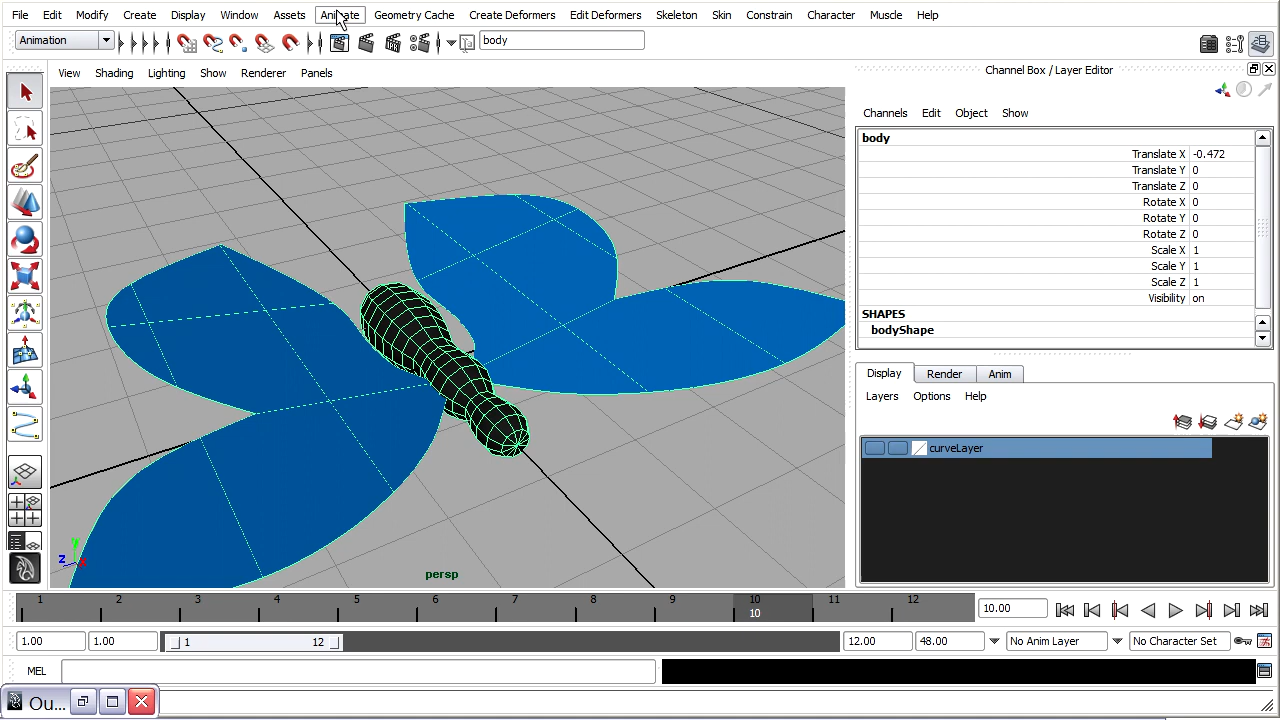 File Edit Modify Create Display Window Assets Animate Geometry Cache Create Deformers Edit Deformers Skeleton Skin Constrain Character Muscle Help
Animation body
View Shading Lighting Show Renderer Panels
Channel Box / Layer Editor
Channels Edit Object Show
body
Translate X -0.472
Translate Y 0
Translate Z 0
Rotate X 0
Rotate Y 0
Rotate Z 0
Scale X 1
Scale Y 1
Scale Z 1
Visibility on
SHAPES
bodyShape
Display Render Anim
Layers Options Help
curveLayer
y
z x
persp
1 2 3 4 5 6 7 8 9 10 11 12
10
10.00
1.00 1.00 1 12 12.00 48.00 No Anim Layer No Character Set
MEL
Ou...